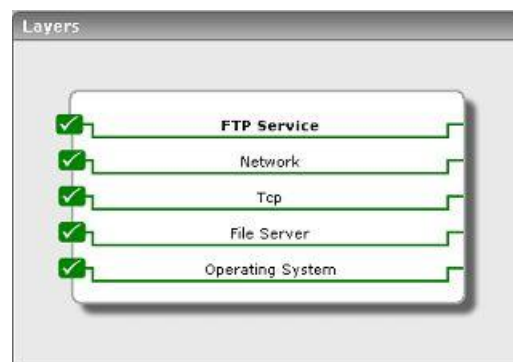 Layers
FTP Service
Network
Tcp
File Server
Operating System